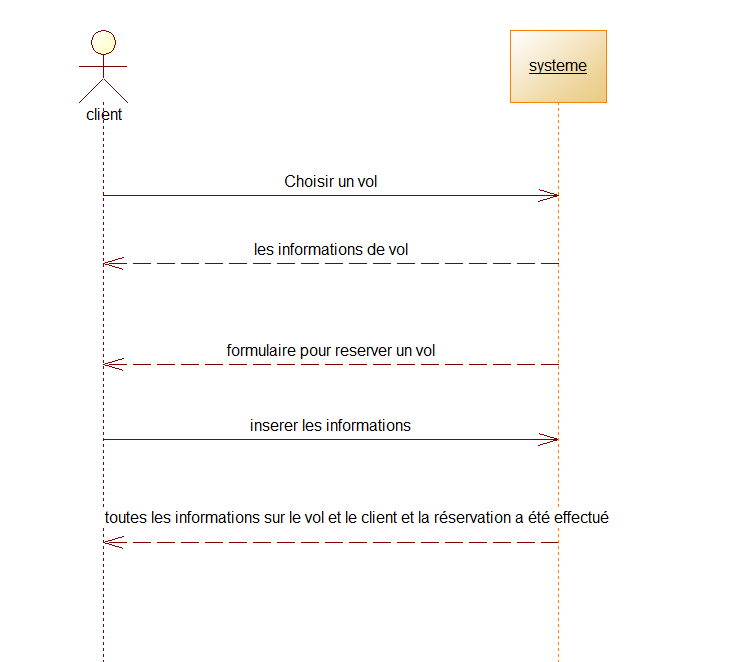 systeme
client
Choisir un vol
les informations de vol
formulaire pour reserver un vol
inserer les informations
toutes les informations sur le vol et le client et la réservation a été effectué